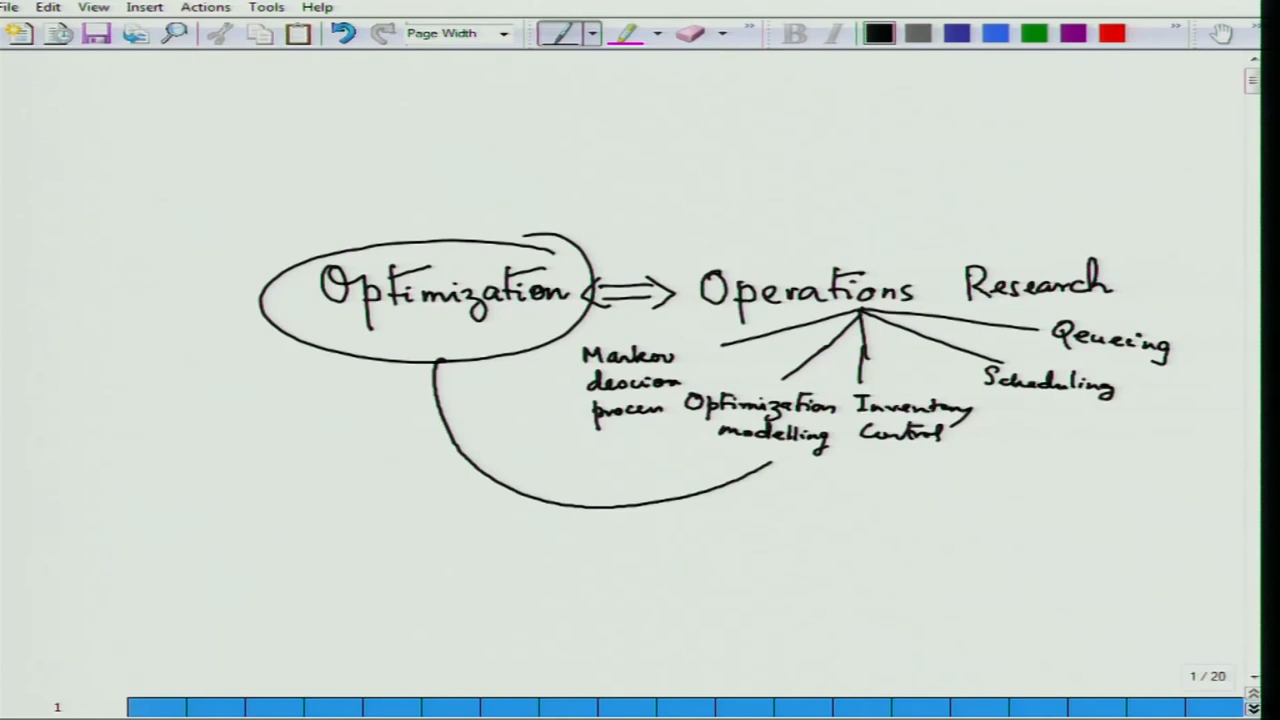 File Edit View Insert Actions Tools Help
Page Width
Optimization ⇐⇒ Operations Research
Queueing
Markov
decision
process
Optimization
modelling
Inventory
Control
Scheduling
1 / 20
1